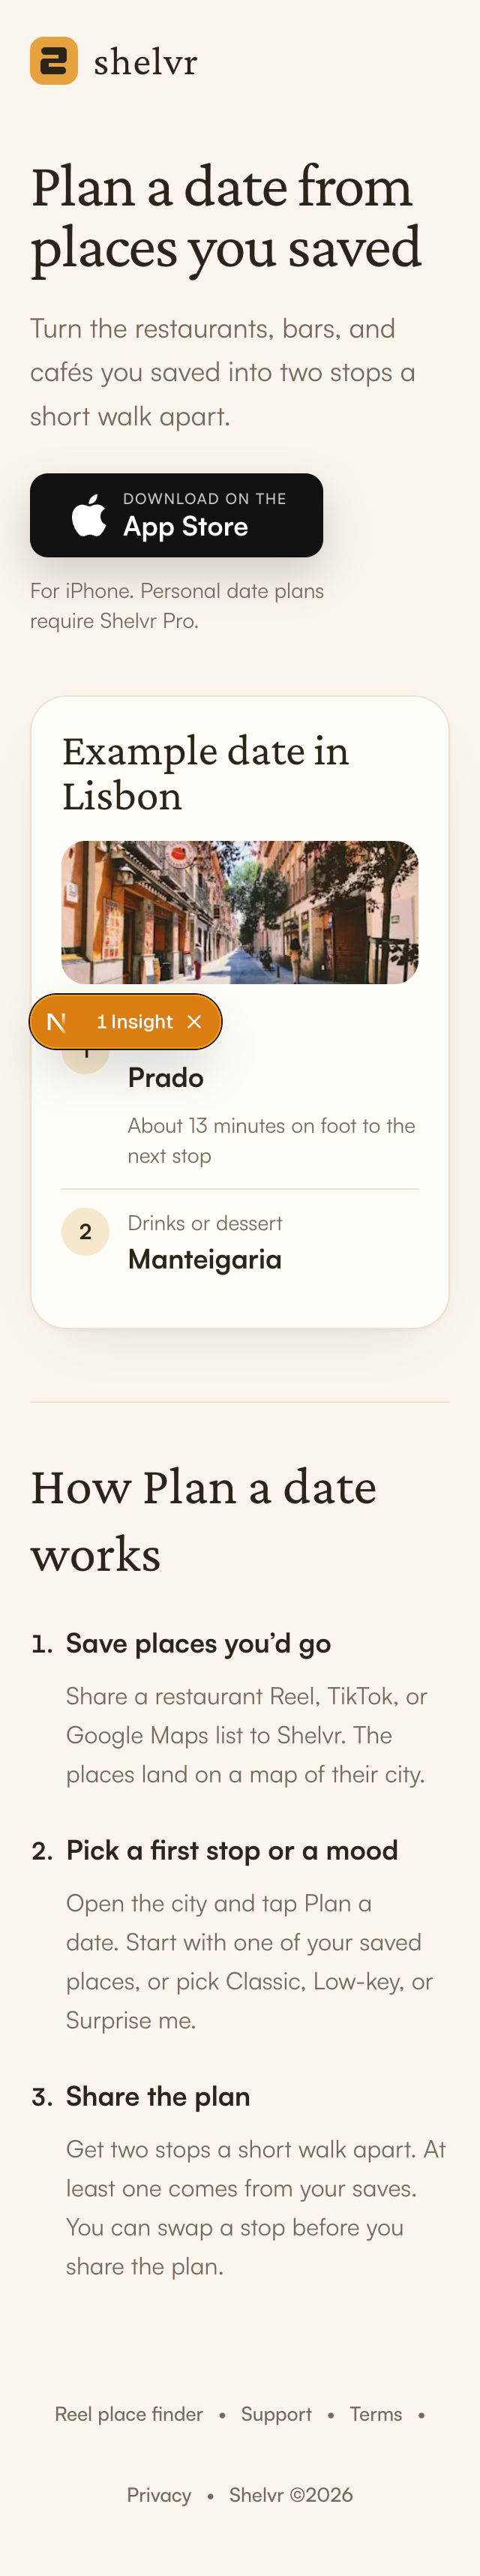 shelvr
Plan a date from
places you saved
Turn the restaurants, bars, and
cafés you saved into two stops a
short walk apart.
DOWNLOAD ON THE
App Store
For iPhone. Personal date plans
require Shelvr Pro.
Example date in
Lisbon
1 Insight
Prado
About 13 minutes on foot to the
next stop
2
Drinks or dessert
Manteigaria
How Plan a date
works
1. Save places you’d go
Share a restaurant Reel, TikTok, or
Google Maps list to Shelvr. The
places land on a map of their city.
2. Pick a first stop or a mood
Open the city and tap Plan a
date. Start with one of your saved
places, or pick Classic, Low-key, or
Surprise me.
3. Share the plan
Get two stops a short walk apart. At
least one comes from your saves.
You can swap a stop before you
share the plan.
Reel place finder • Support • Terms •
Privacy • Shelvr ©2026